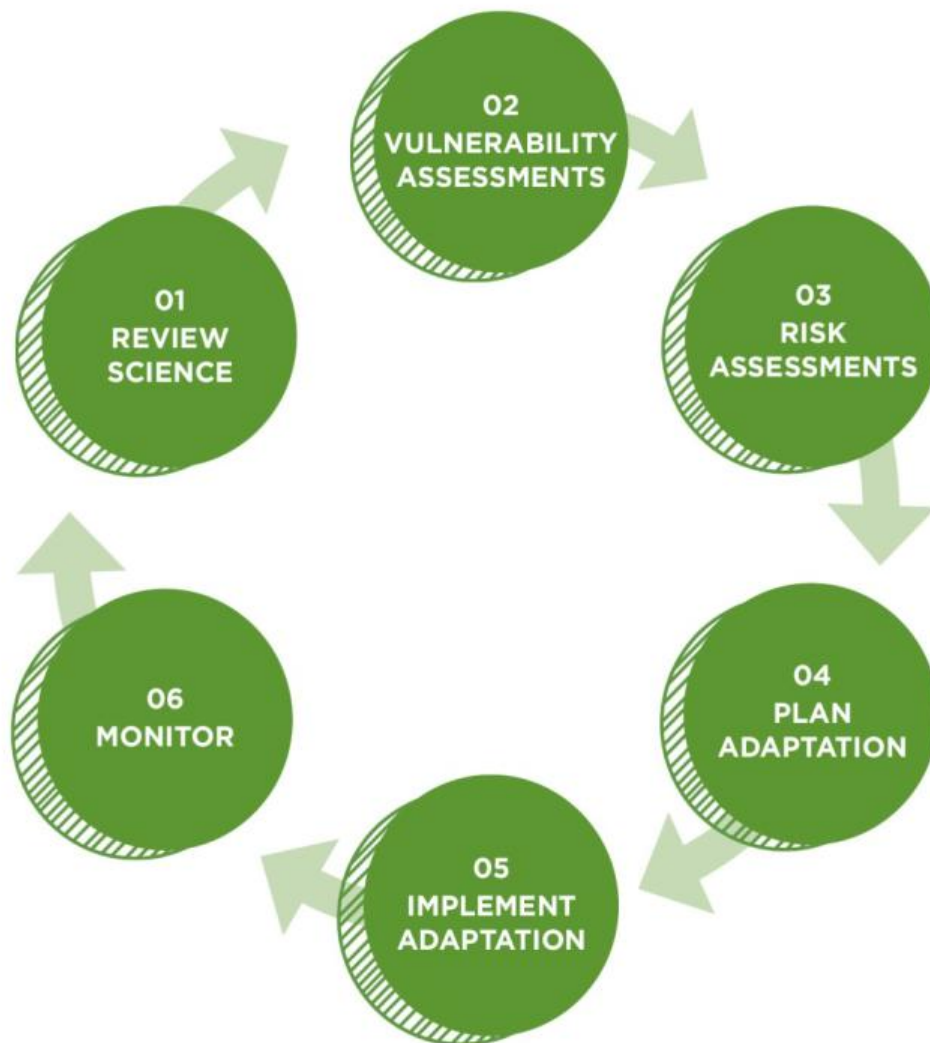 01
REVIEW
SCIENCE
02
VULNERABILITY
ASSESSMENTS
03
RISK
ASSESSMENTS
04
PLAN
ADAPTATION
05
IMPLEMENT
ADAPTATION
06
MONITOR